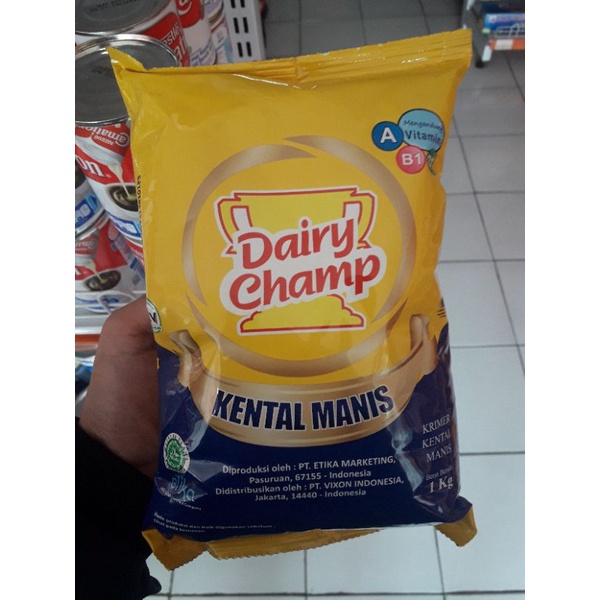 Mengandung
A Vitamin
B1
Dairy
Champ
KENTAL MANIS
KRIMER
KENTAL
MANIS
1 Kg
Diproduksi oleh : PT. ETIKA MARKETING,
Pasuruan, 67155 - Indonesia
Didistribusikan oleh : PT. VIXON INDONESIA,
Jakarta, 14440 - Indonesia